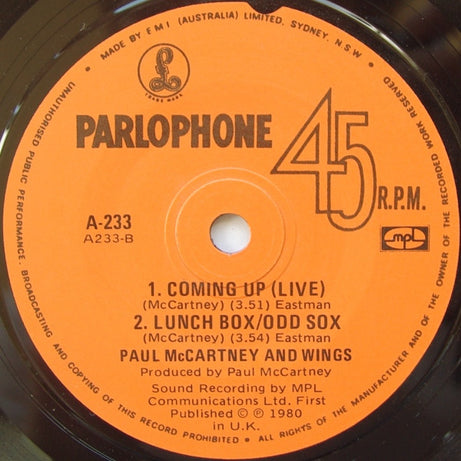 MADE BY EMI (AUSTRALIA) LIMITED, SYDNEY, N.S.W. •
ALL RIGHTS OF THE MANUFACTURER AND OF THE OWNER OF THE RECORDED WORK RESERVED
UNAUTHORISED PUBLIC PERFORMANCE, BROADCASTING AND COPYING OF THIS RECORD PROHIBITED •
£
TRADE MARK
PARLOPHONE
45
R.P.M.
A-233
A233-B
mpl
1. COMING UP (LIVE)
(McCartney) (3.51) Eastman
2. LUNCH BOX/ODD SOX
(McCartney) (3.54) Eastman
PAUL McCARTNEY AND WINGS
Produced by Paul McCartney
Sound Recording by MPL
Communications Ltd. First
Published © ℗ 1980
in U.K.